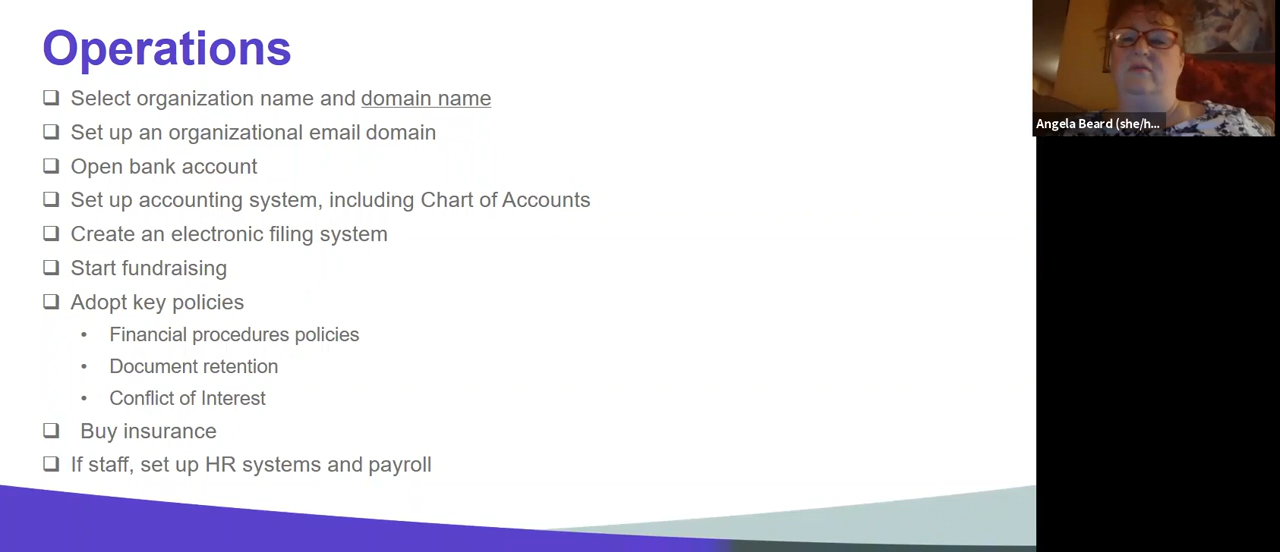 Operations
❑ Select organization name and domain name
❑ Set up an organizational email domain
❑ Open bank account
❑ Set up accounting system, including Chart of Accounts
❑ Create an electronic filing system
❑ Start fundraising
❑ Adopt key policies
• Financial procedures policies
• Document retention
• Conflict of Interest
❑ Buy insurance
❑ If staff, set up HR systems and payroll
Angela Beard (she/h...